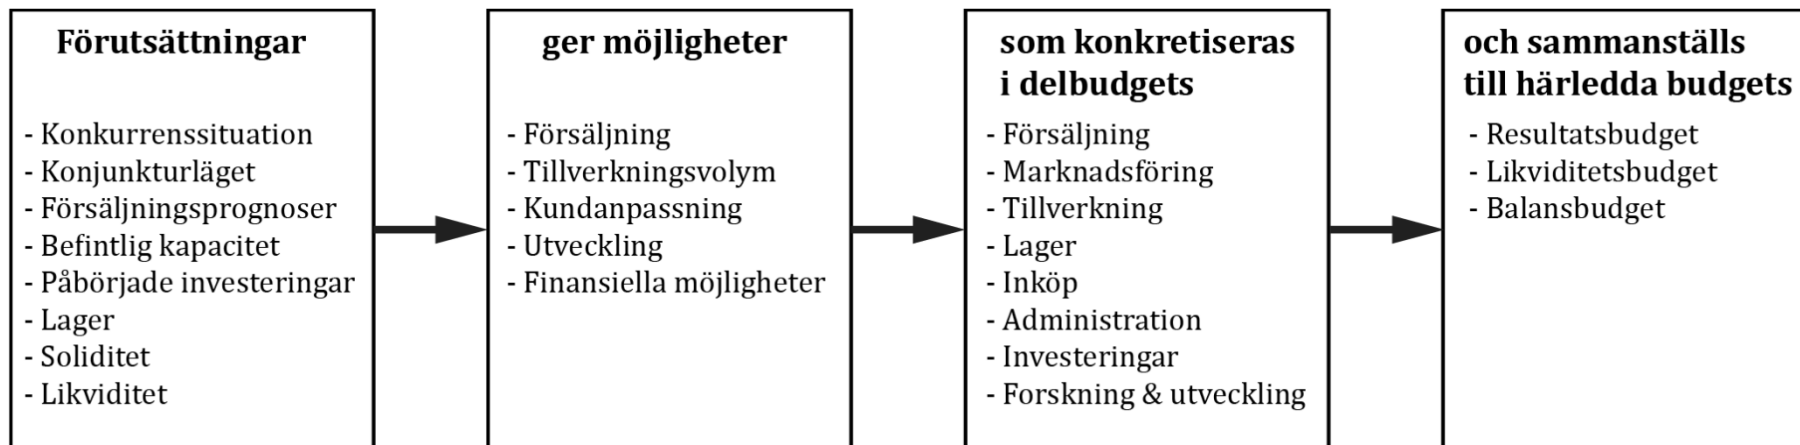 Förutsättningar
- Konkurrenssituation
- Konjunkturläget
- Försäljningsprognoser
- Befintlig kapacitet
- Påbörjade investeringar
- Lager
- Soliditet
- Likviditet
ger möjligheter
- Försäljning
- Tillverkningsvolym
- Kundanpassning
- Utveckling
- Finansiella möjligheter
som konkretiseras
i delbudgets
- Försäljning
- Marknadsföring
- Tillverkning
- Lager
- Inköp
- Administration
- Investeringar
- Forskning & utveckling
och sammanställs
till härledda budgets
- Resultatsbudget
- Likviditetsbudget
- Balansbudget